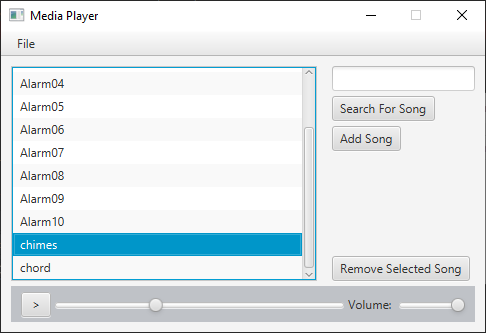 Media Player
File
Alarm04
Alarm05
Alarm06
Alarm07
Alarm08
Alarm09
Alarm10
chimes
chord
Search For Song
Add Song
Remove Selected Song
>
Volume: